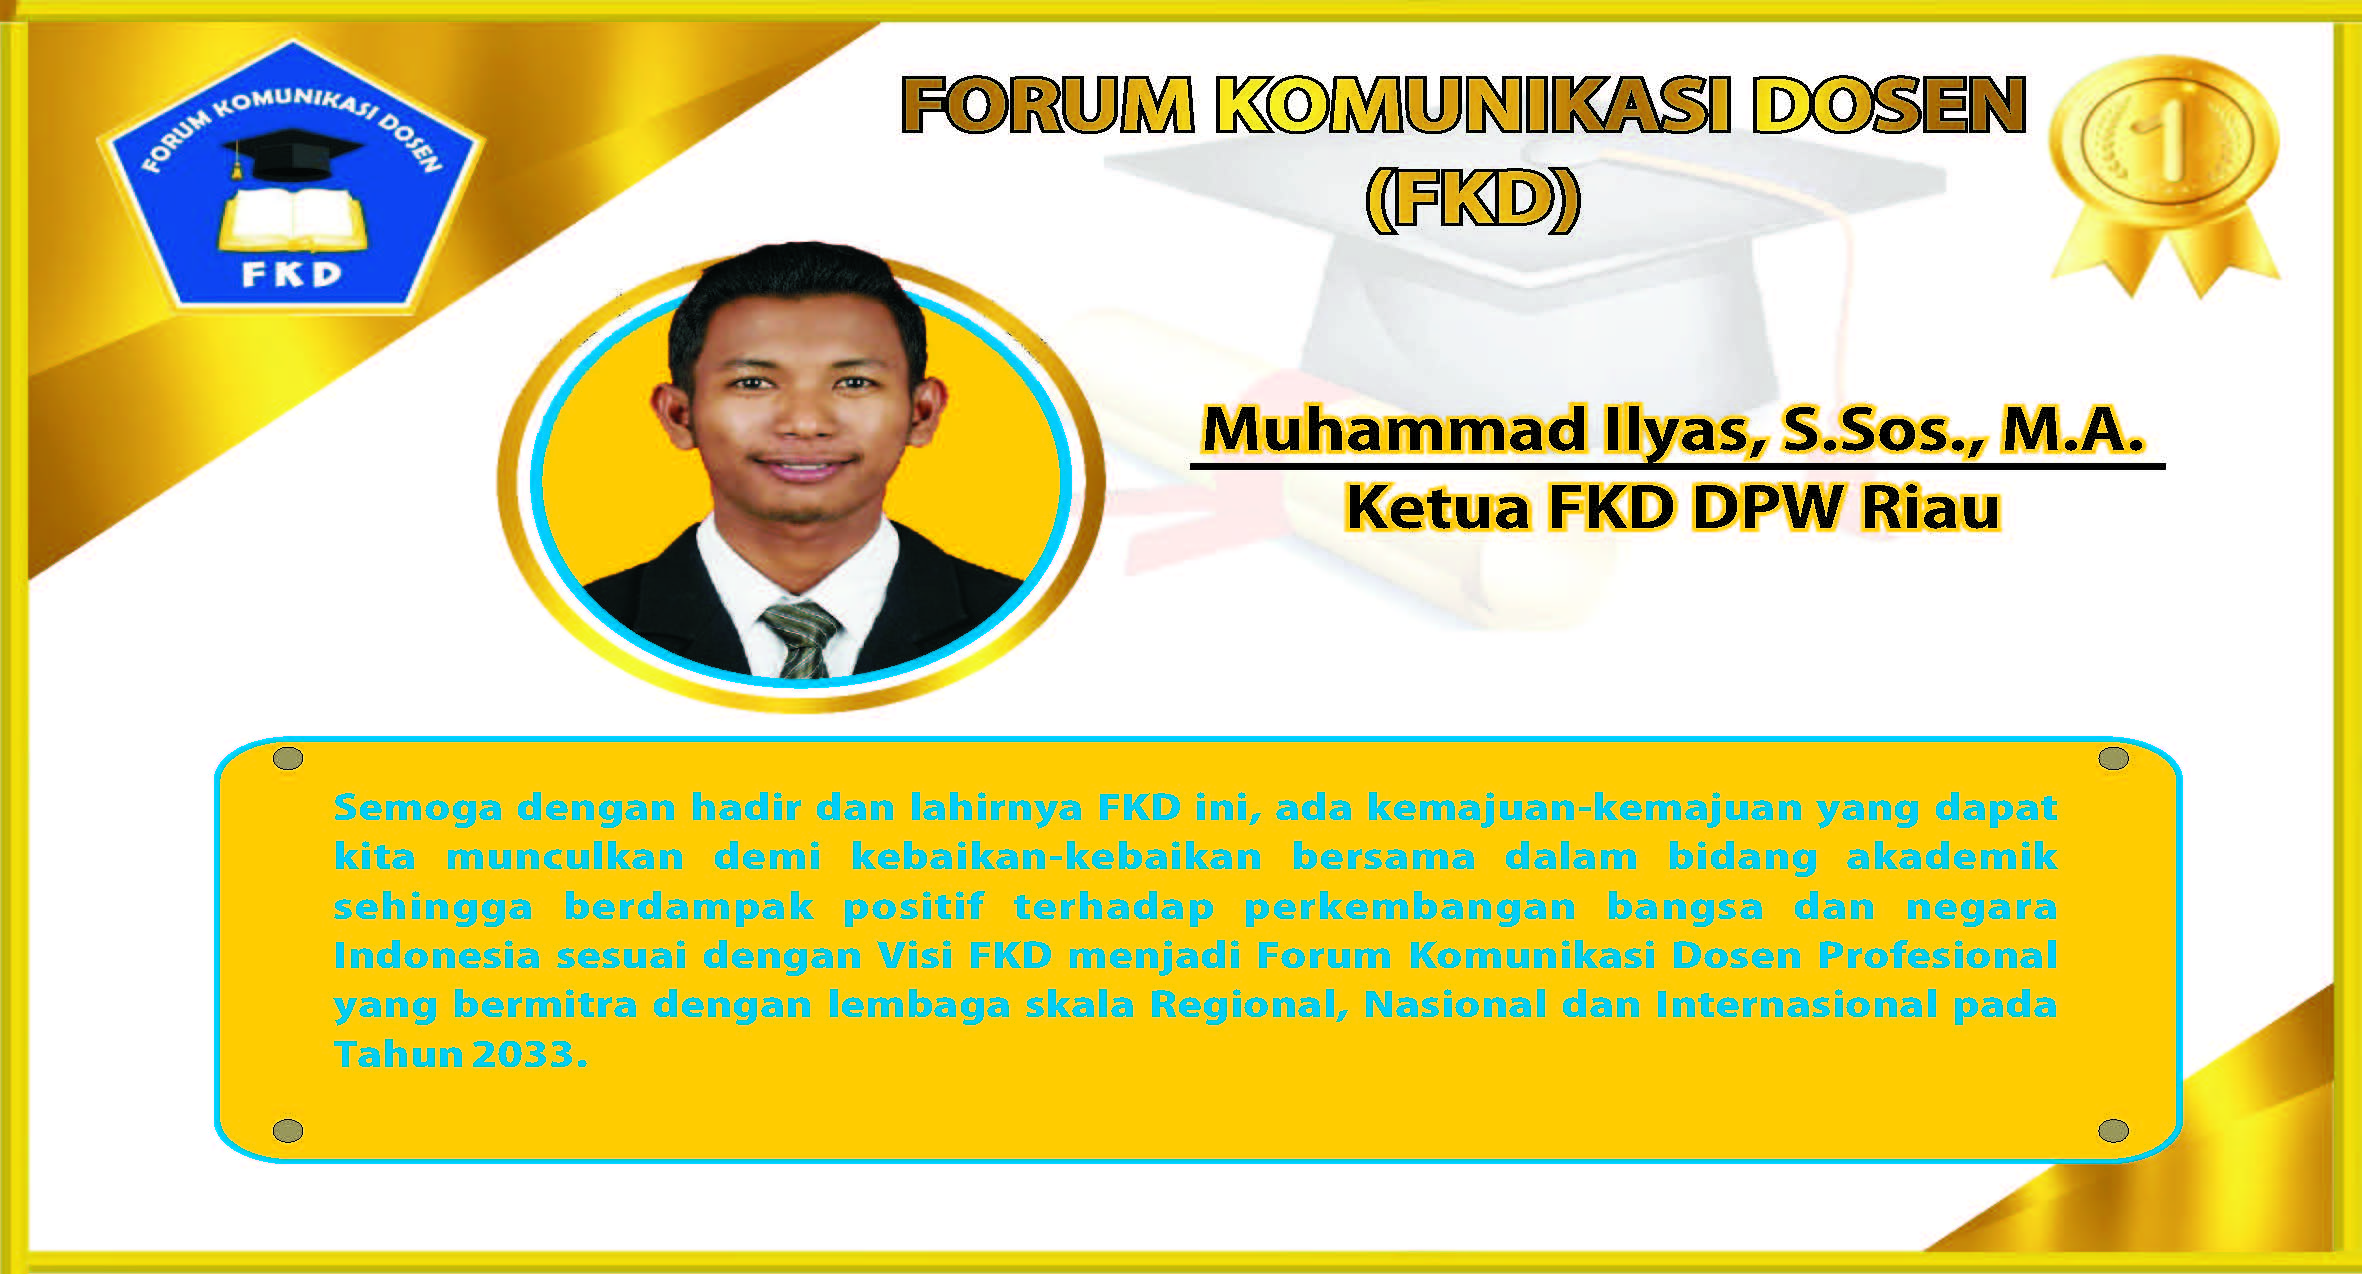 FORUM KOMUNIKASI DOSEN
FKD
FORUM KOMUNIKASI DOSEN
(FKD)
1
Muhammad Ilyas, S.Sos., M.A.
Ketua FKD DPW Riau
Semoga dengan hadir dan lahirnya FKD ini, ada kemajuan-kemajuan yang dapat
kita munculkan demi kebaikan-kebaikan bersama dalam bidang akademik
sehingga berdampak positif terhadap perkembangan bangsa dan negara
Indonesia sesuai dengan Visi FKD menjadi Forum Komunikasi Dosen Profesional
yang bermitra dengan lembaga skala Regional, Nasional dan Internasional pada
Tahun 2033.